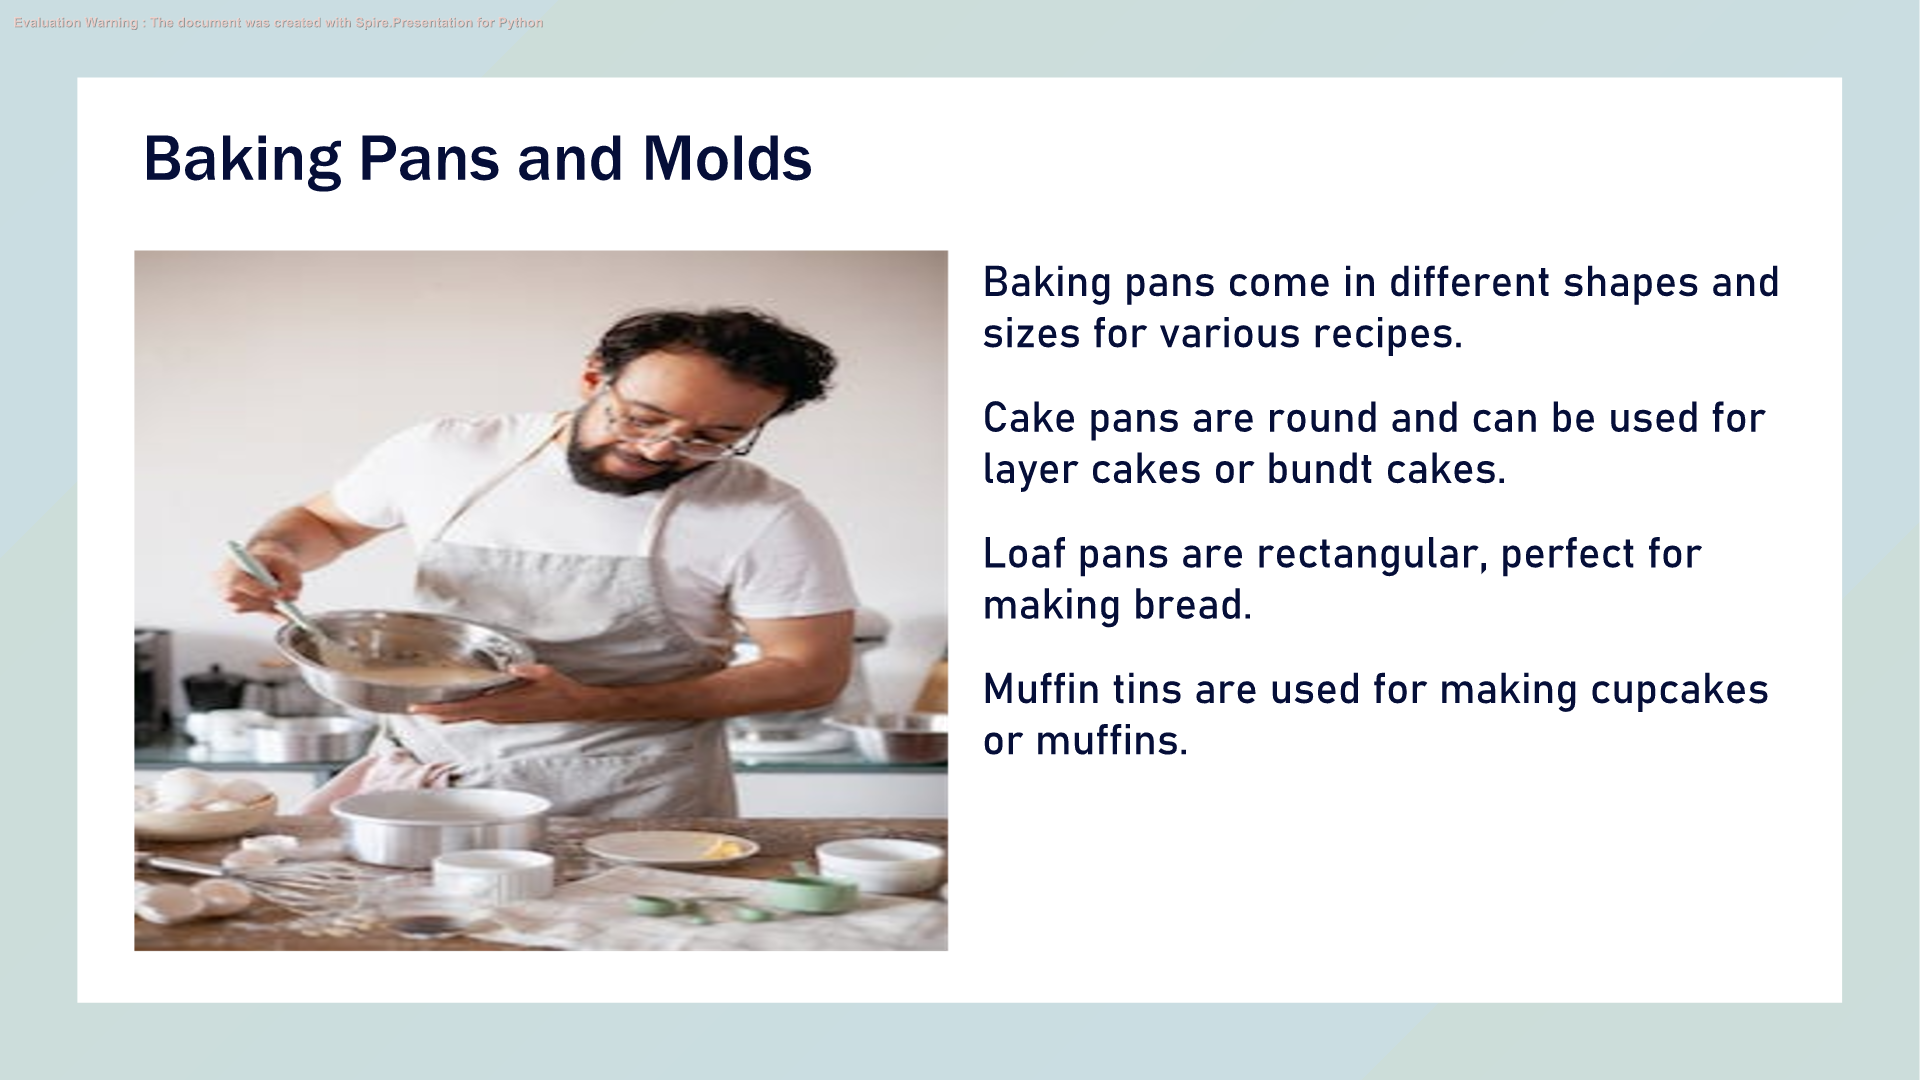 Evaluation Warning : The document was created with Spire.Presentation for Python
Baking Pans and Molds
Baking pans come in different shapes and
sizes for various recipes.
Cake pans are round and can be used for
layer cakes or bundt cakes.
Loaf pans are rectangular, perfect for
making bread.
Muffin tins are used for making cupcakes
or muffins.